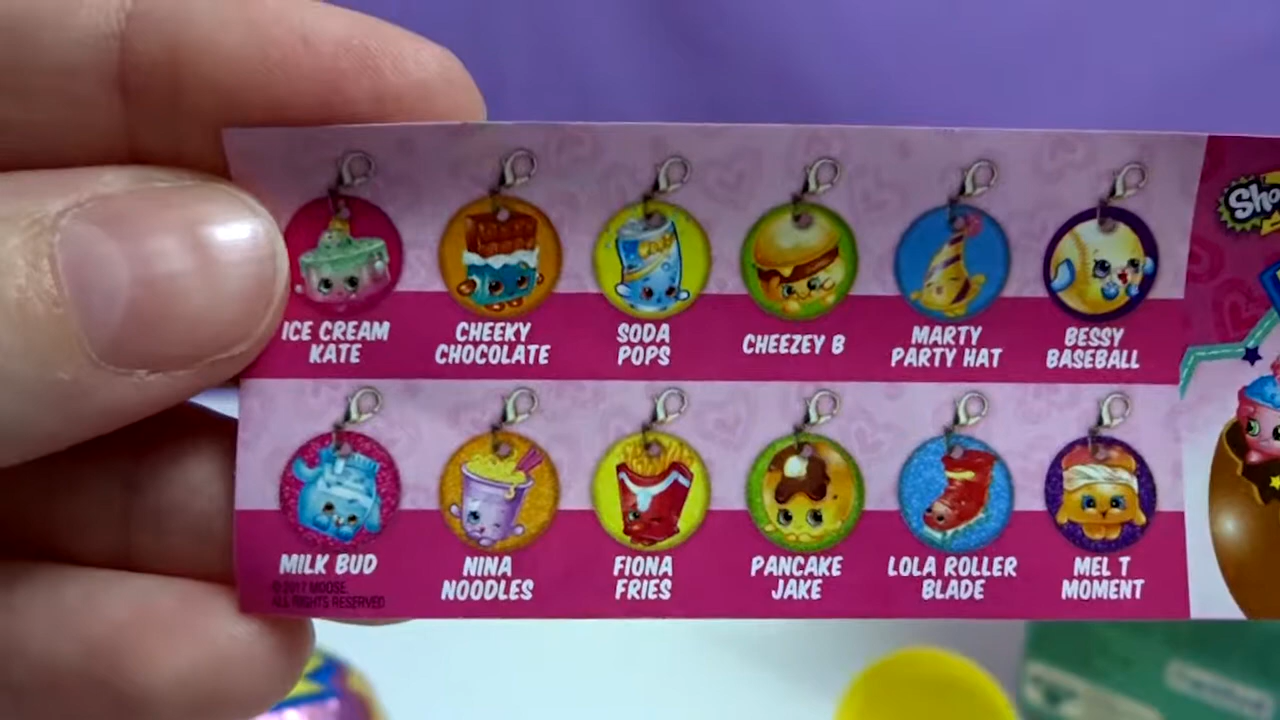 Sho
ICE CREAM
KATE
CHEEKY
CHOCOLATE
SODA
POPS
CHEEZEY B
MARTY
PARTY HAT
BESSY
BASEBALL
MILK BUD
©2017 MOOSE.
ALL RIGHTS RESERVED
NINA
NOODLES
FIONA
FRIES
PANCAKE
JAKE
LOLA ROLLER
BLADE
MEL T
MOMENT